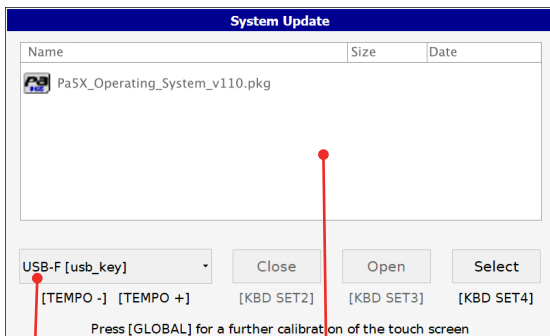 System Update
Name Size Date
Pa5X_Operating_System_v110.pkg
USB-F [usb_key] Close Open Select
[TEMPO -] [TEMPO +] [KBD SET2] [KBD SET3] [KBD SET4]
Press [GLOBAL] for a further calibration of the touch screen